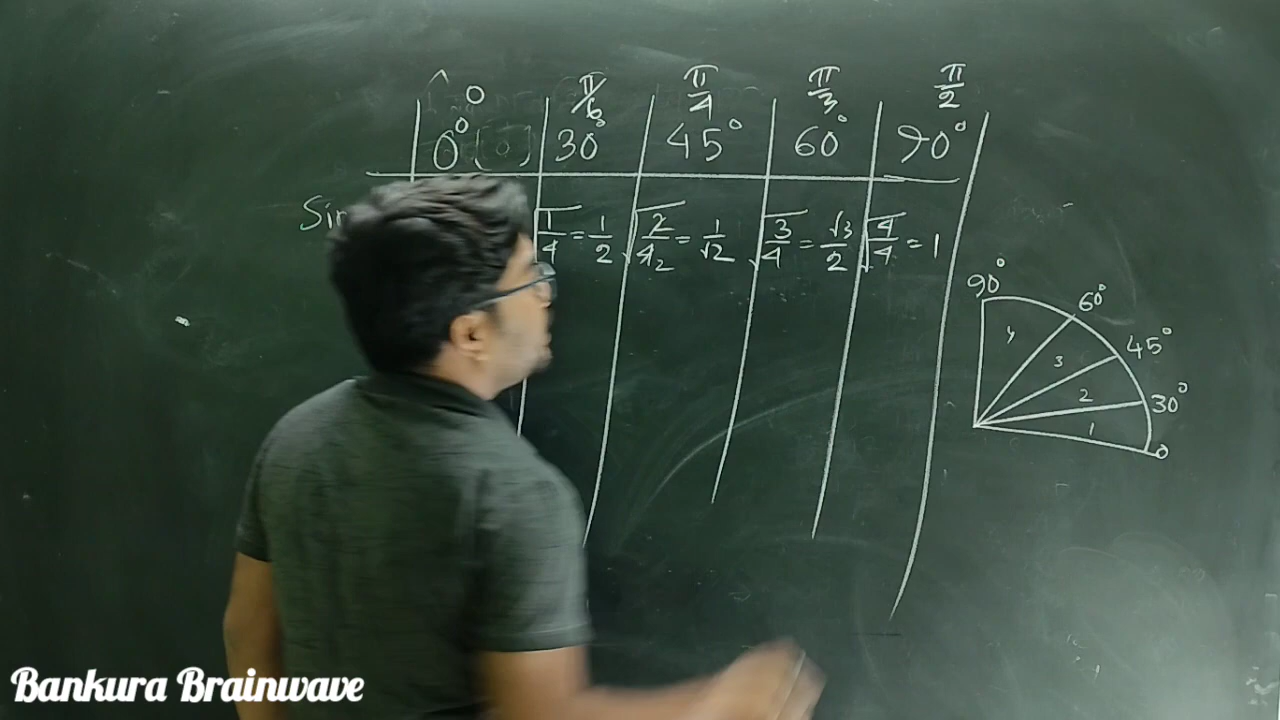 0 π/6 π/4 π/3 π/2
0° 30° 45° 60° 90°
Sin √1/4 = 1/2 √2/4 2 = 1/√2 √3/4 = √3/2 √4/4 = 1
90°
60°
4
45°
3
2
30°
1
0
Bankura Brainwave